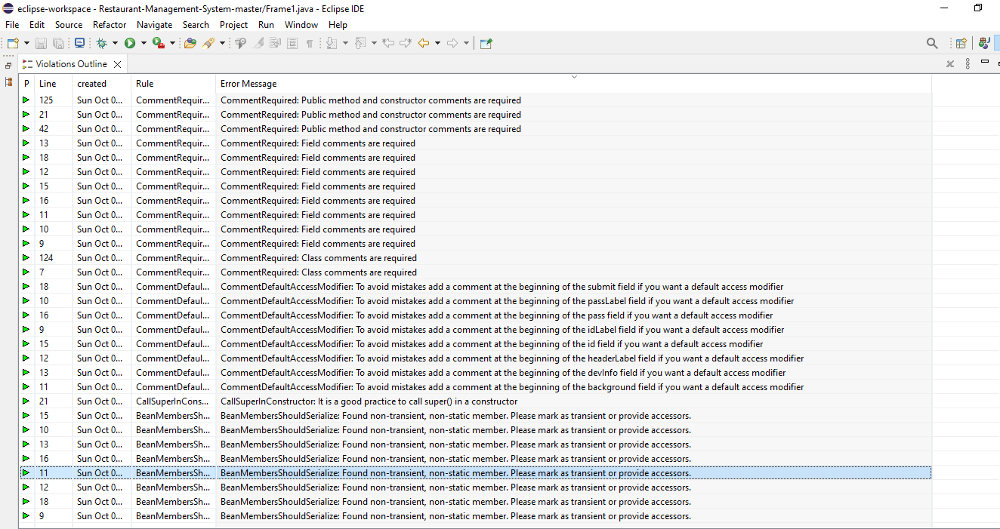 eclipse-workspace - Restaurant-Management-System-master/Frame1.java - Eclipse IDE
File Edit Source Refactor Navigate Search Project Run Window Help
Violations Outline
P Line created Rule Error Message
125 Sun Oct 0... CommentRequir... CommentRequired: Public method and constructor comments are required
21 Sun Oct 0... CommentRequir... CommentRequired: Public method and constructor comments are required
42 Sun Oct 0... CommentRequir... CommentRequired: Public method and constructor comments are required
13 Sun Oct 0... CommentRequir... CommentRequired: Field comments are required
18 Sun Oct 0... CommentRequir... CommentRequired: Field comments are required
12 Sun Oct 0... CommentRequir... CommentRequired: Field comments are required
15 Sun Oct 0... CommentRequir... CommentRequired: Field comments are required
16 Sun Oct 0... CommentRequir... CommentRequired: Field comments are required
11 Sun Oct 0... CommentRequir... CommentRequired: Field comments are required
10 Sun Oct 0... CommentRequir... CommentRequired: Field comments are required
9 Sun Oct 0... CommentRequir... CommentRequired: Field comments are required
124 Sun Oct 0... CommentRequir... CommentRequired: Class comments are required
7 Sun Oct 0... CommentRequir... CommentRequired: Class comments are required
18 Sun Oct 0... CommentDefaul... CommentDefaultAccessModifier: To avoid mistakes add a comment at the beginning of the submit field if you want a default access modifier
10 Sun Oct 0... CommentDefaul... CommentDefaultAccessModifier: To avoid mistakes add a comment at the beginning of the passLabel field if you want a default access modifier
16 Sun Oct 0... CommentDefaul... CommentDefaultAccessModifier: To avoid mistakes add a comment at the beginning of the pass field if you want a default access modifier
9 Sun Oct 0... CommentDefaul... CommentDefaultAccessModifier: To avoid mistakes add a comment at the beginning of the idLabel field if you want a default access modifier
15 Sun Oct 0... CommentDefaul... CommentDefaultAccessModifier: To avoid mistakes add a comment at the beginning of the id field if you want a default access modifier
12 Sun Oct 0... CommentDefaul... CommentDefaultAccessModifier: To avoid mistakes add a comment at the beginning of the headerLabel field if you want a default access modifier
13 Sun Oct 0... CommentDefaul... CommentDefaultAccessModifier: To avoid mistakes add a comment at the beginning of the devInfo field if you want a default access modifier
11 Sun Oct 0... CommentDefaul... CommentDefaultAccessModifier: To avoid mistakes add a comment at the beginning of the background field if you want a default access modifier
21 Sun Oct 0... CallSuperInCons... CallSuperInConstructor: It is a good practice to call super() in a constructor
15 Sun Oct 0... BeanMembersSh... BeanMembersShouldSerialize: Found non-transient, non-static member. Please mark as transient or provide accessors.
10 Sun Oct 0... BeanMembersSh... BeanMembersShouldSerialize: Found non-transient, non-static member. Please mark as transient or provide accessors.
13 Sun Oct 0... BeanMembersSh... BeanMembersShouldSerialize: Found non-transient, non-static member. Please mark as transient or provide accessors.
16 Sun Oct 0... BeanMembersSh... BeanMembersShouldSerialize: Found non-transient, non-static member. Please mark as transient or provide accessors.
11 Sun Oct 0... BeanMembersSh... BeanMembersShouldSerialize: Found non-transient, non-static member. Please mark as transient or provide accessors.
12 Sun Oct 0... BeanMembersSh... BeanMembersShouldSerialize: Found non-transient, non-static member. Please mark as transient or provide accessors.
18 Sun Oct 0... BeanMembersSh... BeanMembersShouldSerialize: Found non-transient, non-static member. Please mark as transient or provide accessors.
9 Sun Oct 0... BeanMembersSh... BeanMembersShouldSerialize: Found non-transient, non-static member. Please mark as transient or provide accessors.